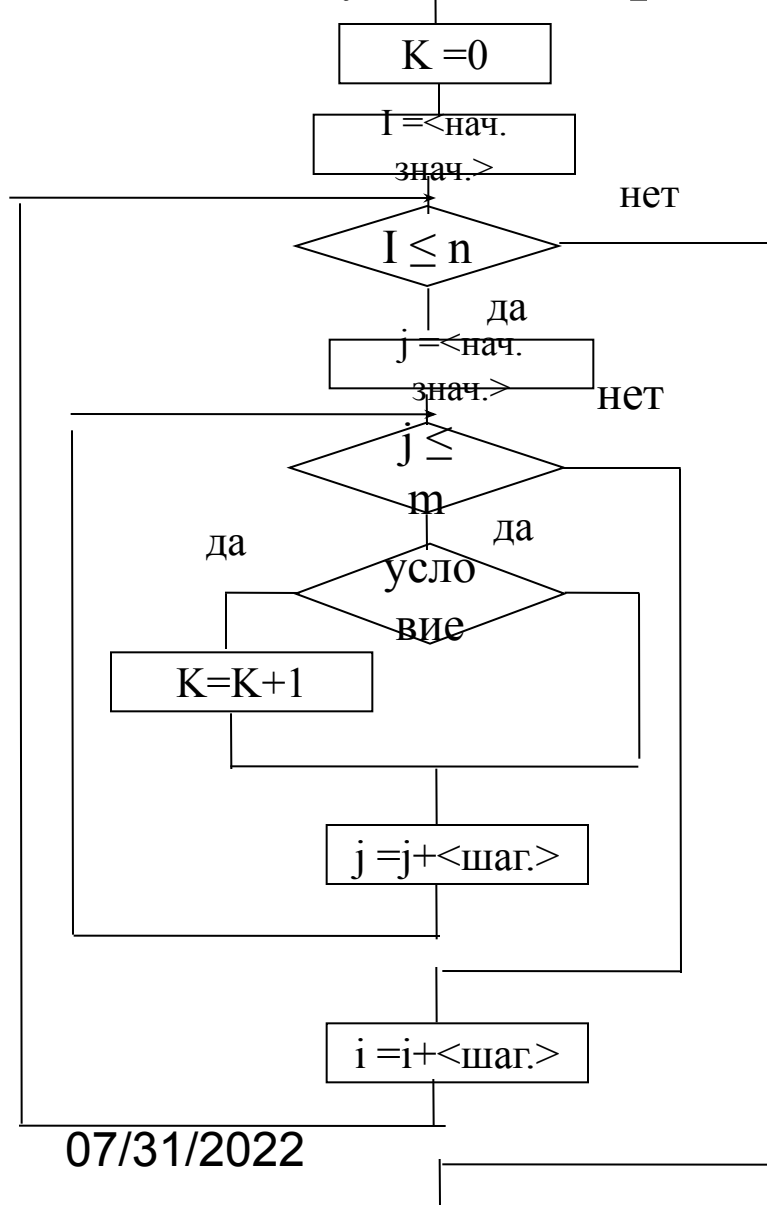 K =0
I =<нач.
знач.>
нет
I ≤ n
да
j =<нач.
знач.>
нет
j ≤
m
да
да
усло
вие
K=K+1
j =j+<шаг.>
i =i+<шаг.>
07/31/2022